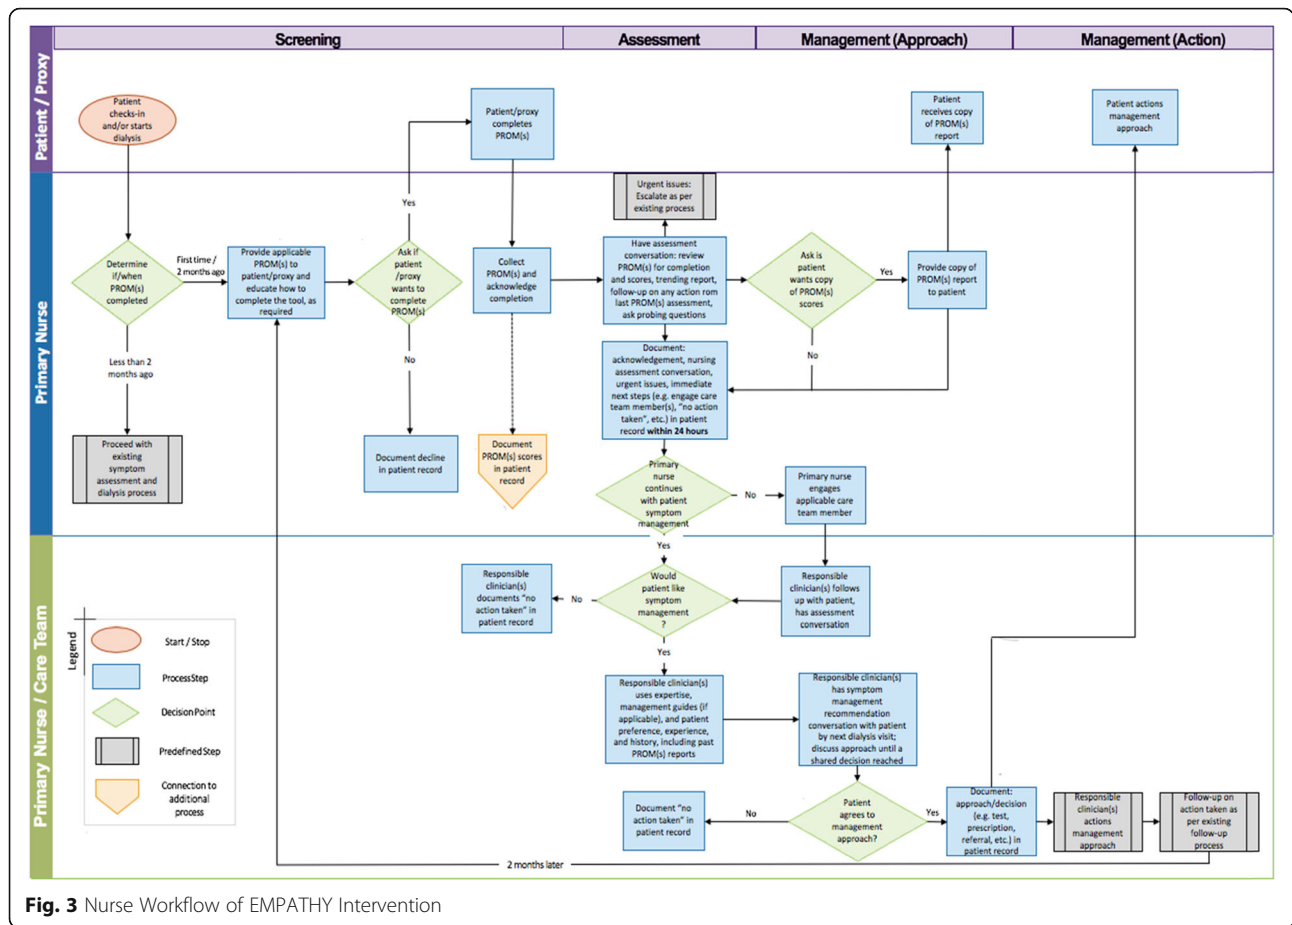 Screening
Assessment
Management (Approach)
Management (Action)
Patient / Proxy
Patient
checks-in
and/or starts
dialysis
Patient/proxy
completes
PROM(s)
Patient
receives copy
of PROM(s)
report
Patient actions
management
approach
Primary Nurse
Yes
Urgent issues:
Escalate as per
existing process
Determine
if/when
PROM(s)
completed
First time /
2 months ago
Provide applicable
PROM(s) to
patient/proxy and
educate how to
complete the tool, as
required
Ask if
patient
/proxy
wants to
complete
PROM(s)
Collect
PROM(s) and
acknowledge
completion
Have assessment
conversation: review
PROM(s) for completion
and scores, trending report,
follow-up on any action rom
last PROM(s) assessment,
ask probing questions
Ask is
patient
wants copy
of PROM(s)
scores
Yes
Provide copy of
PROM(s) report
to patient
Less than 2
months ago
No
No
Document:
acknowledgement, nursing
assessment conversation,
urgent issues, immediate
next steps (e.g. engage care
team member(s), “no action
taken”, etc.) in patient
record within 24 hours
Proceed with
existing
symptom
assessment and
dialysis process
Document decline
in patient record
Document
PROM(s) scores
in patient
record
Primary
nurse
continues
with patient
symptom
management
No
Primary nurse
engages
applicable care
team member
Primary Nurse / Care Team
Yes
Responsible
clinician(s)
documents “no
action taken” in
patient record
No
Would
patient like
symptom
management
?
Responsible
clinician(s) follows
up with patient,
has assessment
conversation
Yes
Legend
Start / Stop
Process Step
Decision Point
Predefined Step
Connection to
additional
process
Responsible clinician(s)
uses expertise,
management guides (if
applicable), and patient
preference, experience,
and history, including past
PROM(s) reports
Responsible clinician(s)
has symptom
management
recommendation
conversation with patient
by next dialysis visit;
discuss approach until a
shared decision reached
Document “no
action taken” in
patient record
No
Patient
agrees to
management
approach?
Yes
Document:
approach/decision
(e.g. test,
prescription,
referral, etc.) in
patient record
Responsible
clinician(s)
actions
management
approach
Follow-up on
action taken as
per existing
follow-up
process
2 months later
Fig. 3 Nurse Workflow of EMPATHY Intervention